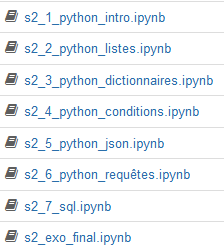 s2_1_python_intro.ipynb
s2_2_python_listes.ipynb
s2_3_python_dictionnaires.ipynb
s2_4_python_conditions.ipynb
s2_5_python_json.ipynb
s2_6_python_requêtes.ipynb
s2_7_sql.ipynb
s2_exo_final.ipynb